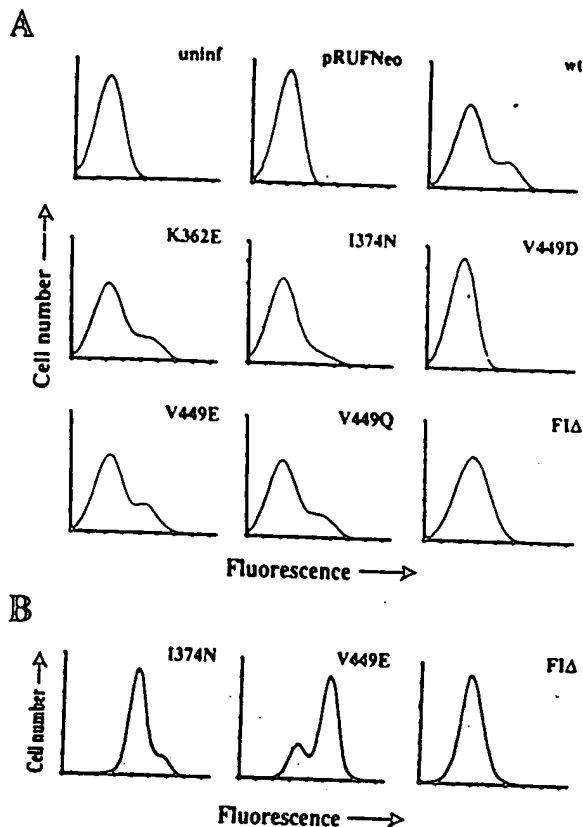 A
uninf
pRUFNeo
wt
K362E
I374N
V449D
Cell number
V449E
V449Q
FIΔ
Fluorescence
B
I374N
V449E
FIΔ
Cell number
Fluorescence